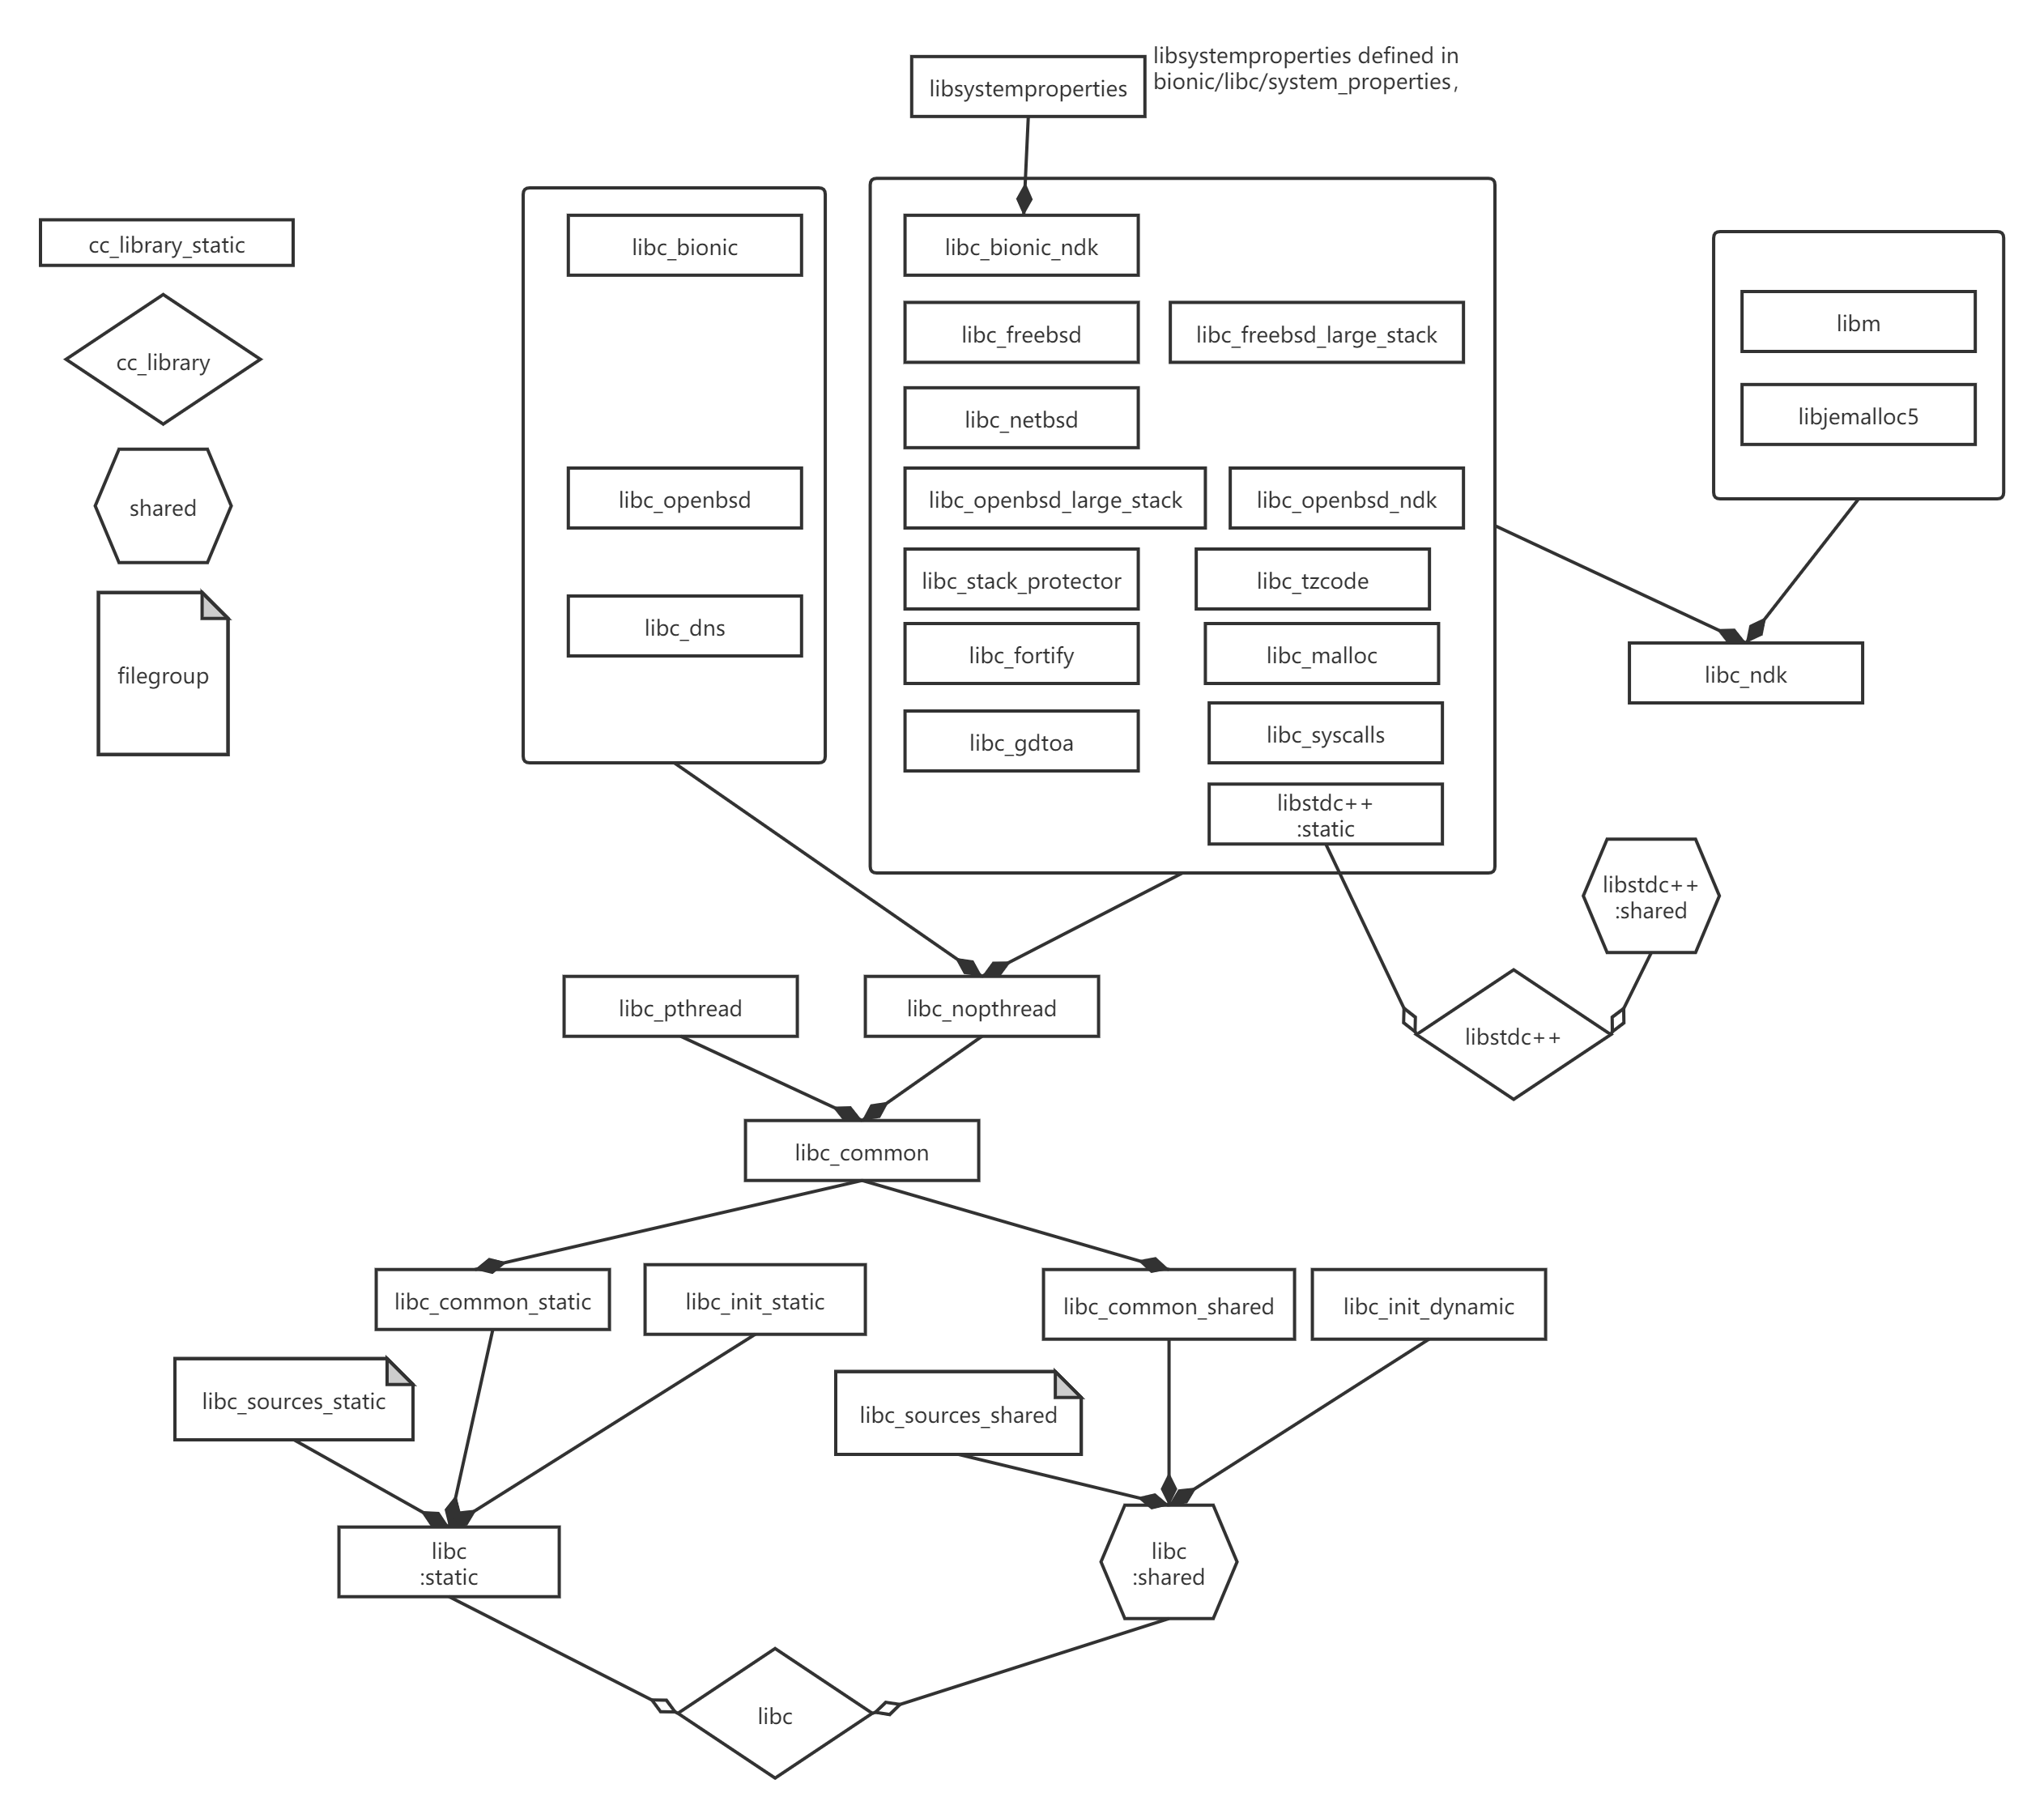 libsystemproperties
libsystemproperties defined in
bionic/libc/system_properties，
cc_library_static
cc_library
shared
filegroup
libc_bionic
libc_openbsd
libc_dns
libc_bionic_ndk
libc_freebsd
libc_freebsd_large_stack
libc_netbsd
libc_openbsd_large_stack
libc_openbsd_ndk
libc_stack_protector
libc_tzcode
libc_fortify
libc_malloc
libc_gdtoa
libc_syscalls
libstdc++
:static
libm
libjemalloc5
libc_ndk
libstdc++
:shared
libstdc++
libc_pthread
libc_nopthread
libc_common
libc_common_static
libc_init_static
libc_common_shared
libc_init_dynamic
libc_sources_static
libc_sources_shared
libc
:static
libc
:shared
libc